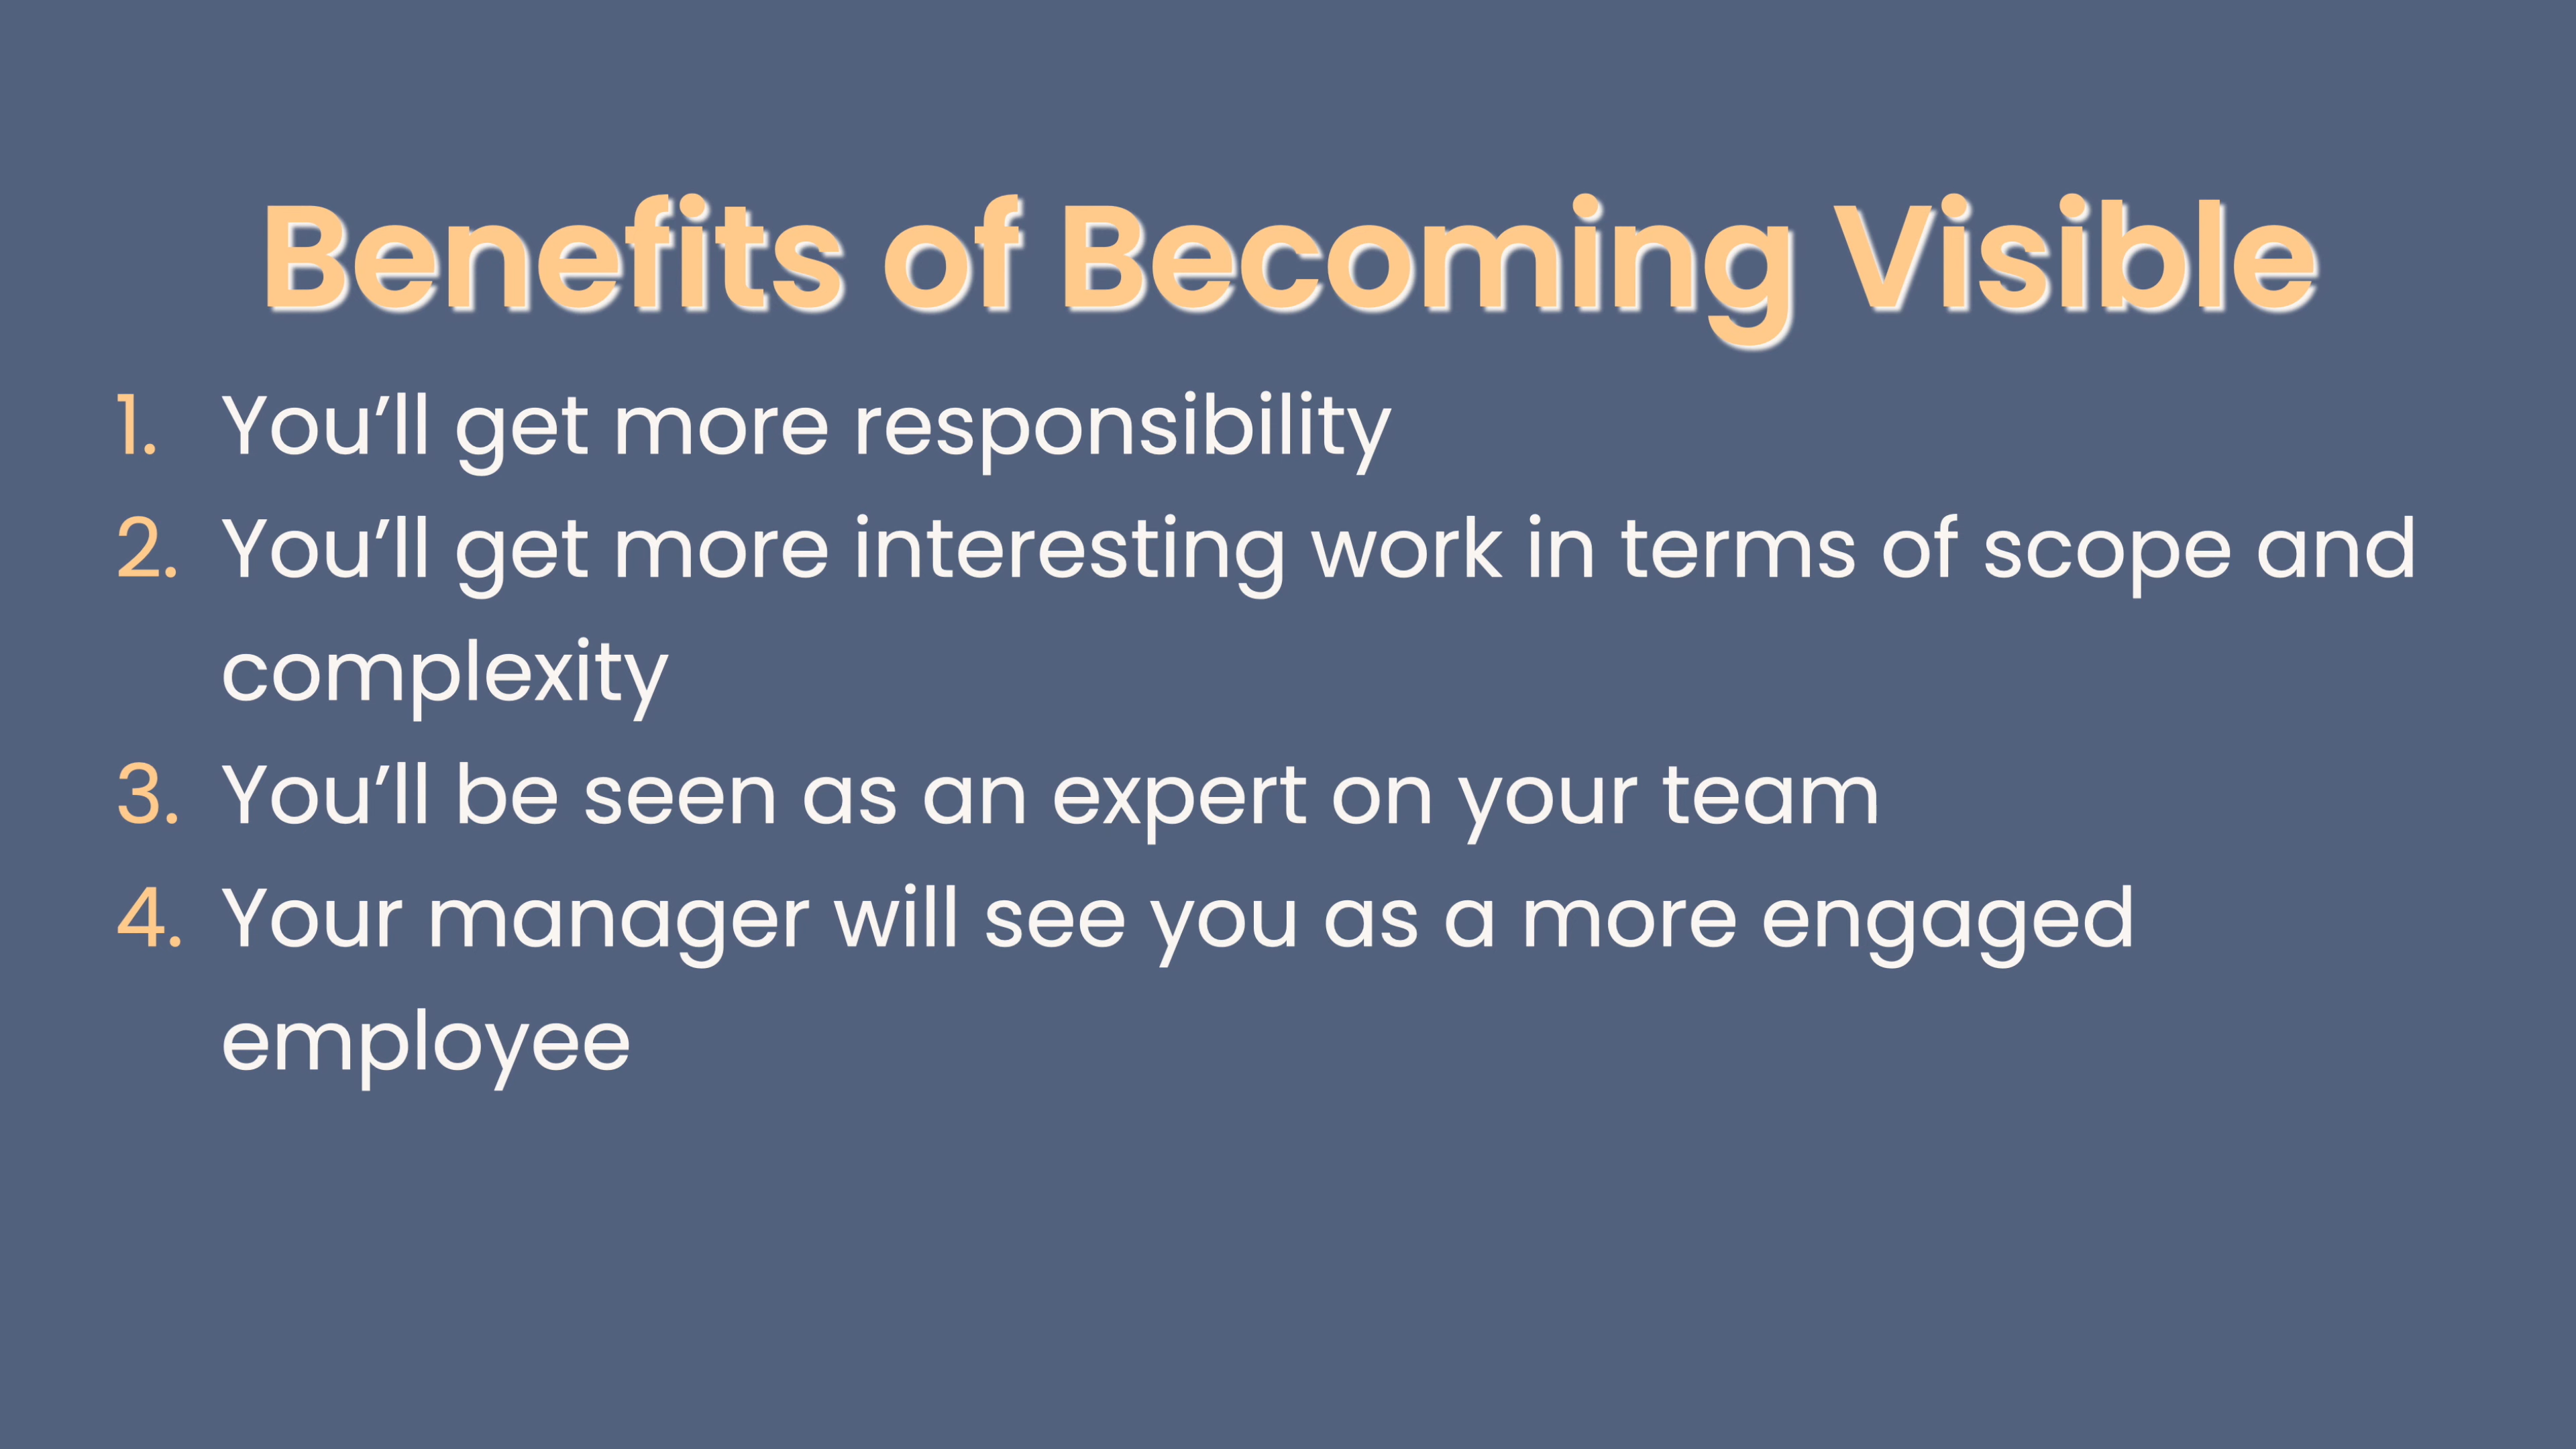 Benefits of Becoming Visible
1. You’ll get more responsibility
2. You’ll get more interesting work in terms of scope and
complexity
3. You’ll be seen as an expert on your team
4. Your manager will see you as a more engaged
employee